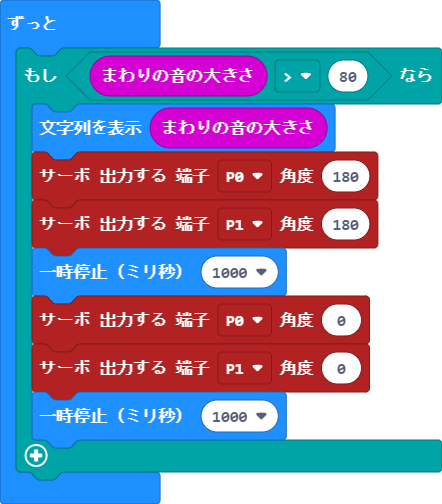 ずっと
もし まわりの音の大きさ > 80 なら
文字列を表示 まわりの音の大きさ
サーボ 出力する 端子 P0 角度 180
サーボ 出力する 端子 P1 角度 180
一時停止（ミリ秒） 1000
サーボ 出力する 端子 P0 角度 0
サーボ 出力する 端子 P1 角度 0
一時停止（ミリ秒） 1000